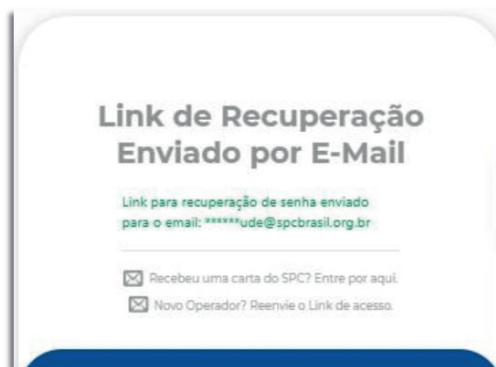 Link de Recuperação
Enviado por E-Mail
Link para recuperação de senha enviado
para o email: ******ude@spcbrasil.org.br
Recebeu uma carta do SPC? Entre por aqui.
Novo Operador? Reenvie o Link de acesso.